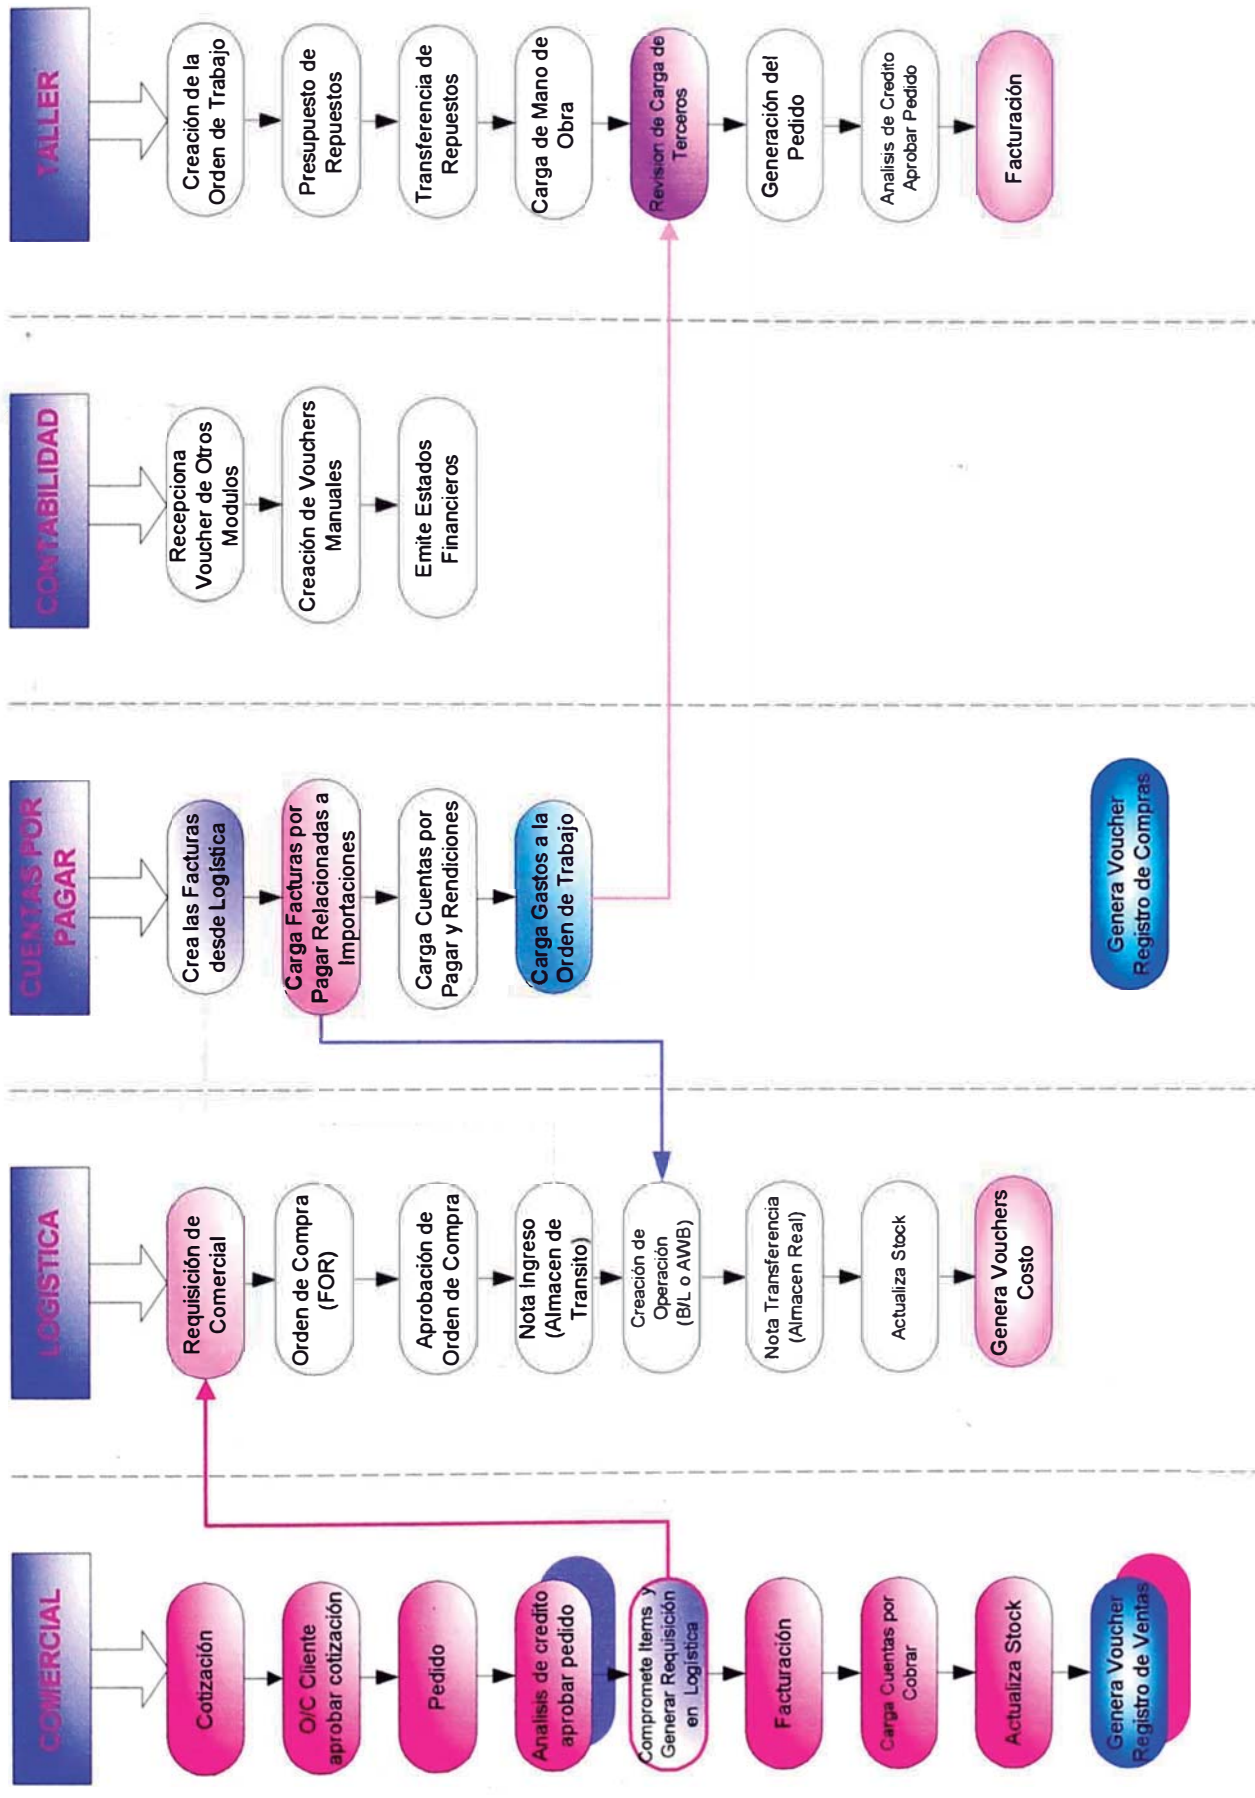 COMERCIAL
Cotización
O/C Cliente
aprobar cotización
Pedido
Analisis de credito
aprobar pedido
Compromete Items y
Generar Requisición
en Logística
Facturación
Carga Cuentas por
Cobrar
Actualiza Stock
Genera Voucher
Registro de Ventas
LOGISTICA
Requisición de
Comercial
Orden de Compra
(FOR)
Aprobación de
Orden de Compra
Nota Ingreso
(Almacen de
Transito)
Creación de
Operación
(B/L o AWB)
Nota Transferencia
(Almacen Real)
Actualiza Stock
Genera Vouchers
Costo
CUENTAS POR
PAGAR
Crea las Facturas
desde Logística
Carga Facturas por
Pagar Relacionadas a
Importaciones
Carga Cuentas por
Pagar y Rendiciones
Carga Gastos a la
Orden de Trabajo
Genera Voucher
Registro de Compras
CONTABILIDAD
Recepciona
Voucher de Otros
Modulos
Creación de Vouchers
Manuales
Emite Estados
Financieros
TALLER
Creación de la
Orden de Trabajo
Presupuesto de
Repuestos
Transferencia de
Repuestos
Carga de Mano de
Obra
Revision de Carga de
Terceros
Generación del
Pedido
Analisis de Credito
Aprobar Pedido
Facturación